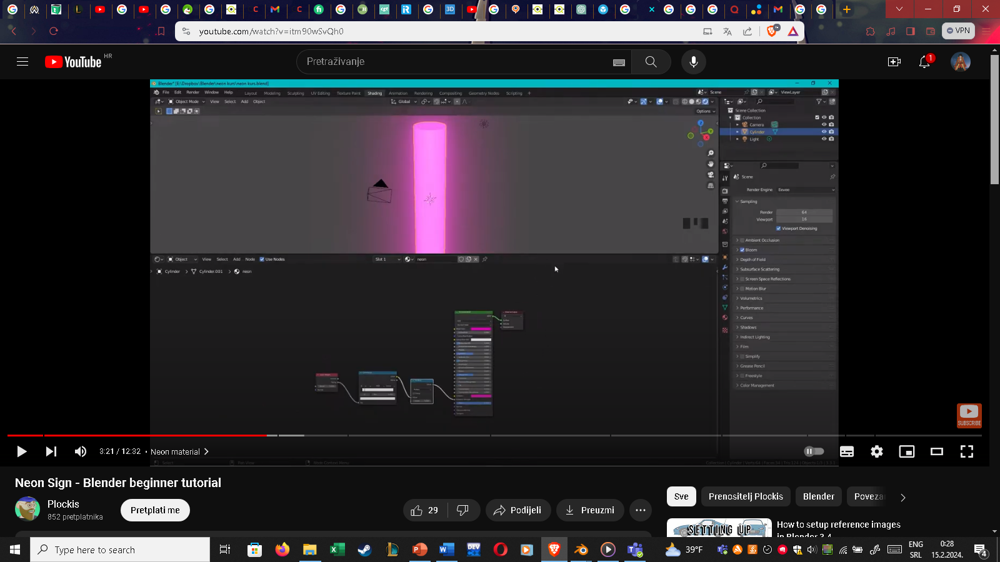 youtube.com/watch?v=itm90wSvQh0
VPN
YouTube HR
Pretraživanje
1
Blender* [E:\Dropbox\Blender\neon kurs\neon kurs.blend]
File Edit Render Window Help Layout Modeling Sculpting UV Editing Texture Paint Shading Animation Rendering Compositing Geometry Nodes Scripting + Scene ViewLayer
Object Mode View Select Add Object Global
Options
Scene Collection
Collection
Camera
Cylinder
Light
Scene
Render Engine Eevee
Sampling
Render 64
Viewport 16
Viewport Denoising
Ambient Occlusion
Bloom
Depth of Field
Subsurface Scattering
Screen Space Reflections
Motion Blur
Volumetrics
Performance
Curves
Shadows
Indirect Lighting
Film
Simplify
Grease Pencil
Freestyle
Color Management
Object View Select Add Node Use Nodes Slot 1 neon
Cylinder > Cylinder.001 > neon
SUBSCRIBE
3:21 / 12:32 • Neon material
Neon Sign - Blender beginner tutorial
Plockis
852 pretplatnika
Pretplati me
29
Podijeli
Preuzmi
Sve
Prenositelj Plockis
Blender
Poveza
SETTING UP
How to setup reference images
in Blender 3.4
Type here to search
39°F
ENG
SRL
0:28
15.2.2024.
4